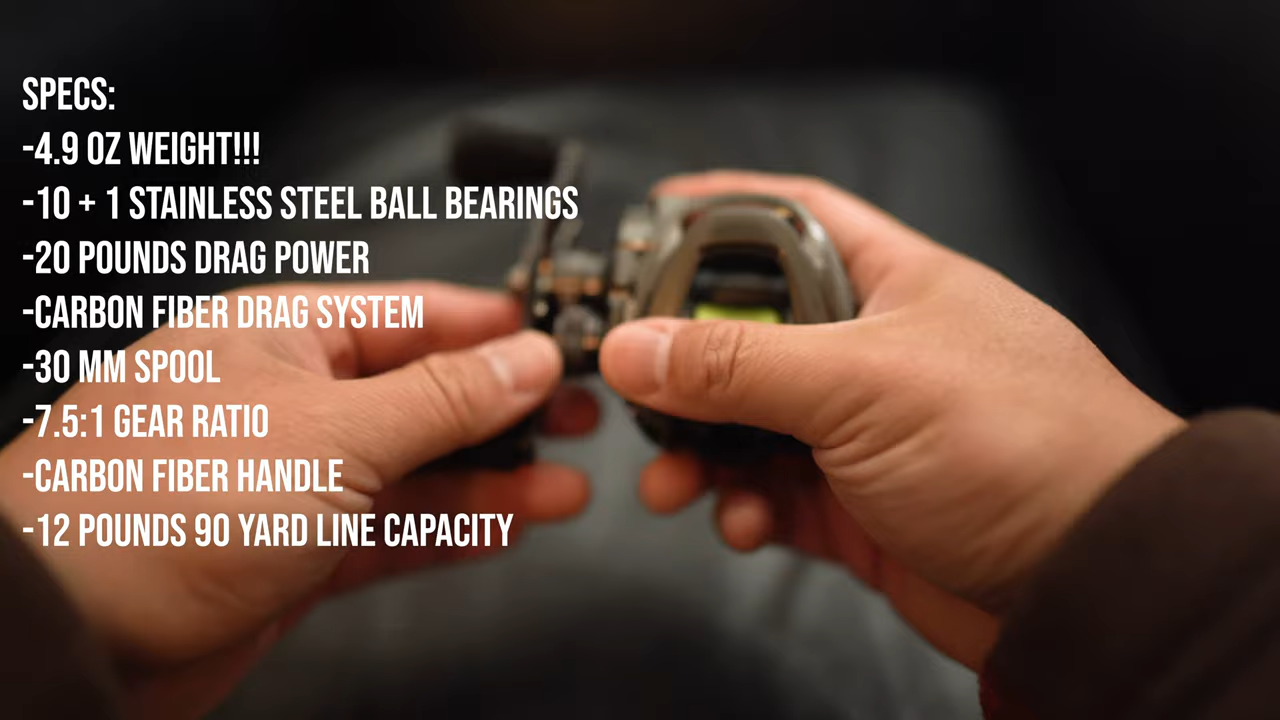 SPECS:
-4.9 OZ WEIGHT!!!
-10 + 1 STAINLESS STEEL BALL BEARINGS
-20 POUNDS DRAG POWER
-CARBON FIBER DRAG SYSTEM
-30 MM SPOOL
-7.5:1 GEAR RATIO
-CARBON FIBER HANDLE
-12 POUNDS 90 YARD LINE CAPACITY